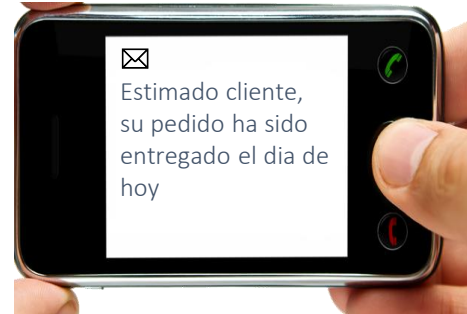 Estimado cliente,
su pedido ha sido
entregado el dia de
hoy